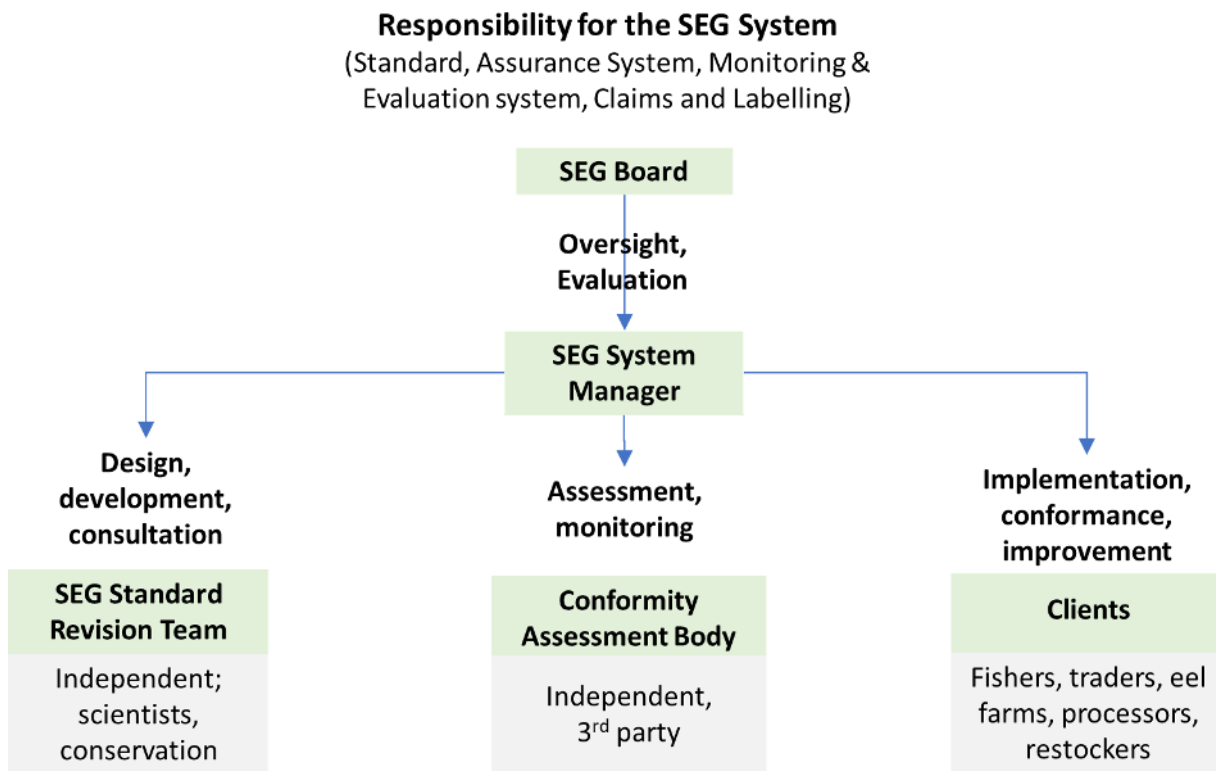 Responsibility for the SEG System
(Standard, Assurance System, Monitoring &
Evaluation system, Claims and Labelling)
SEG Board
Oversight,
Evaluation
SEG System
Manager
Design,
development,
consultation
SEG Standard
Revision Team
Independent;
scientists,
conservation
Assessment,
monitoring
Conformity
Assessment Body
Independent,
3rd party
Implementation,
conformance,
improvement
Clients
Fishers, traders, eel
farms, processors,
restockers